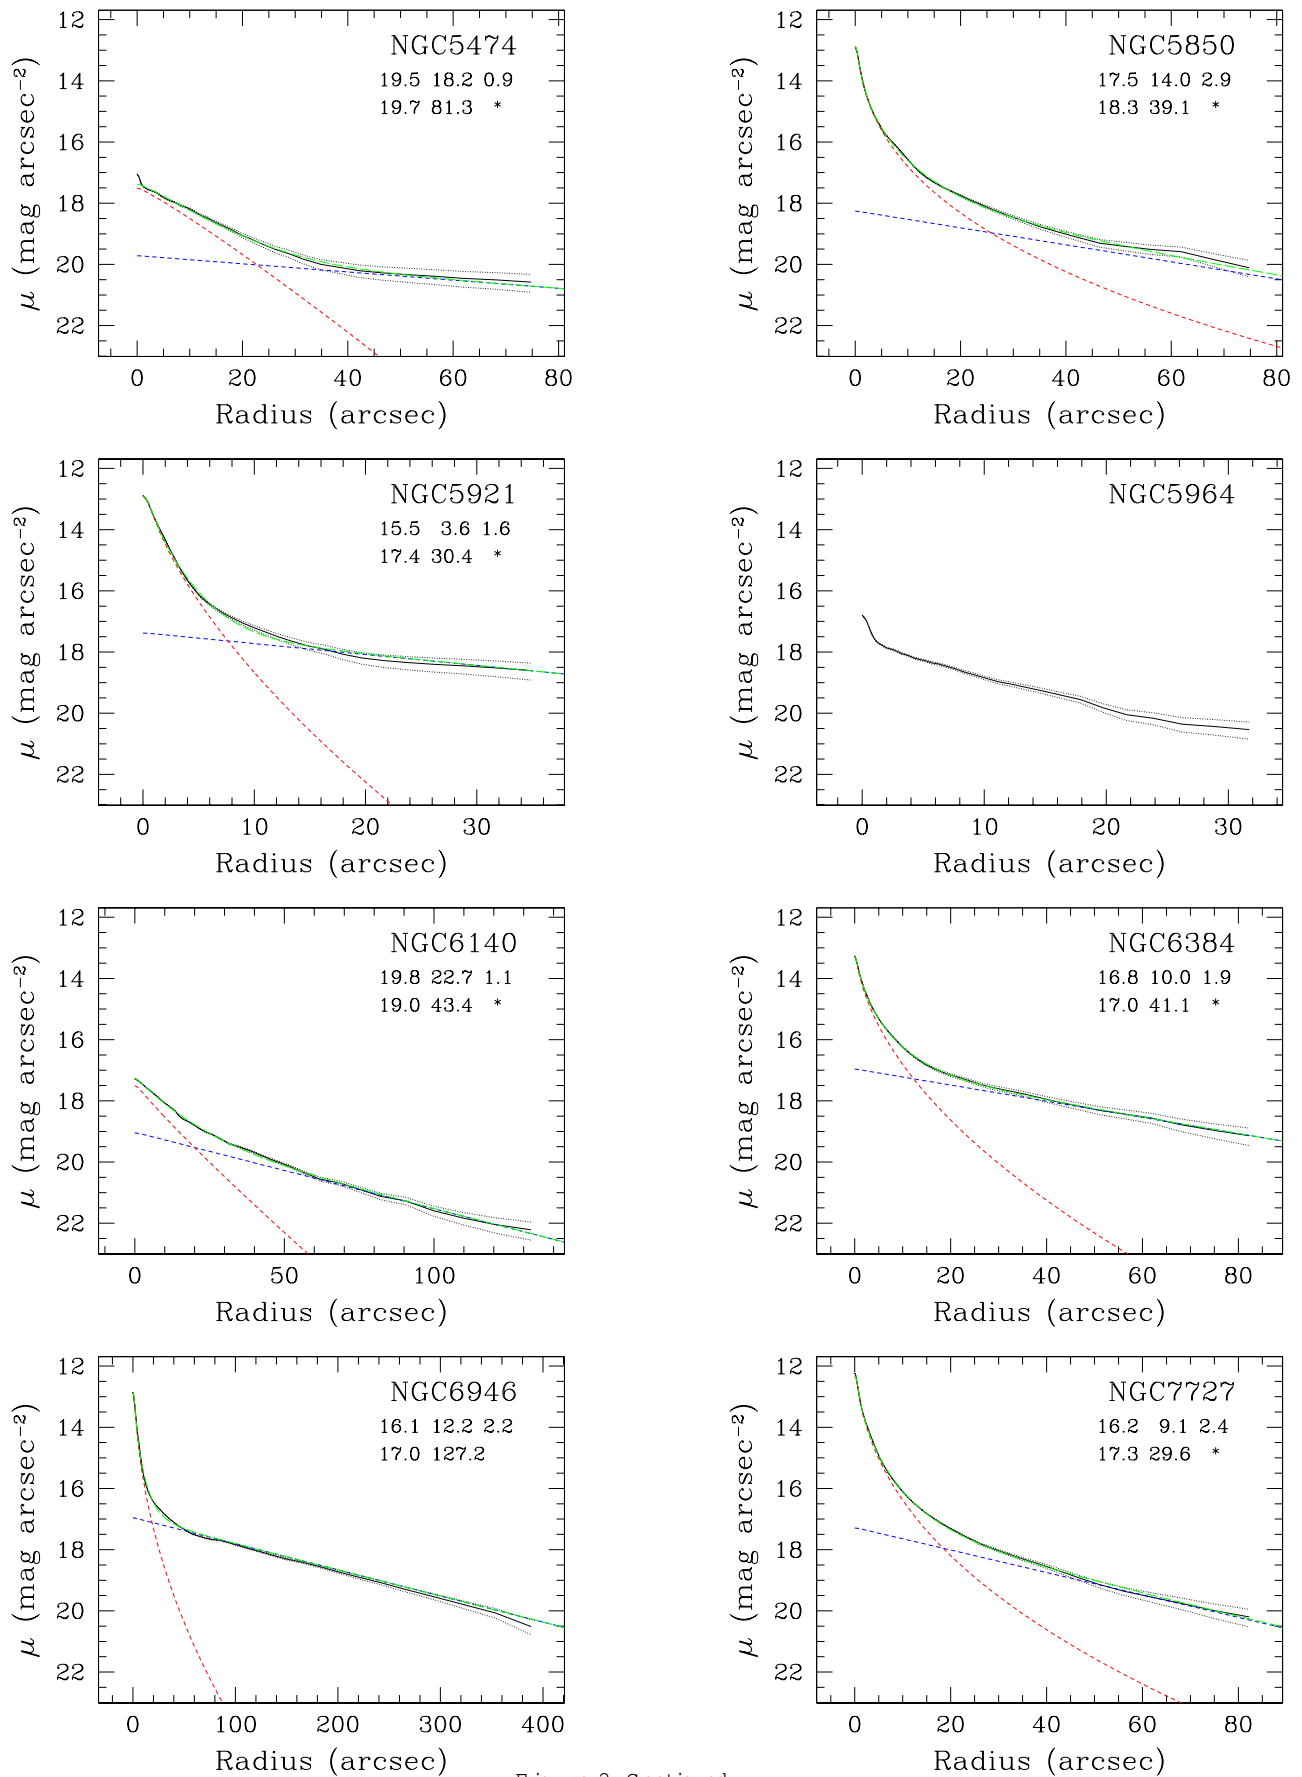 NGC5474
19.5 18.2 0.9
19.7 81.3 *
12
14
16
18
20
22
μ (mag arcsec−2)
0 20 40 60 80
Radius (arcsec)
NGC5850
17.5 14.0 2.9
18.3 39.1 *
12
14
16
18
20
22
μ (mag arcsec−2)
0 20 40 60 80
Radius (arcsec)
NGC5921
15.5 3.6 1.6
17.4 30.4 *
12
14
16
18
20
22
μ (mag arcsec−2)
0 10 20 30
Radius (arcsec)
NGC5964
12
14
16
18
20
22
μ (mag arcsec−2)
0 10 20 30
Radius (arcsec)
NGC6140
19.8 22.7 1.1
19.0 43.4 *
12
14
16
18
20
22
μ (mag arcsec−2)
0 50 100
Radius (arcsec)
NGC6384
16.8 10.0 1.9
17.0 41.1 *
12
14
16
18
20
22
μ (mag arcsec−2)
0 20 40 60 80
Radius (arcsec)
NGC6946
16.1 12.2 2.2
17.0 127.2
12
14
16
18
20
22
μ (mag arcsec−2)
0 100 200 300 400
Radius (arcsec)
NGC7727
16.2 9.1 2.4
17.3 29.6 *
12
14
16
18
20
22
μ (mag arcsec−2)
0 20 40 60 80
Radius (arcsec)